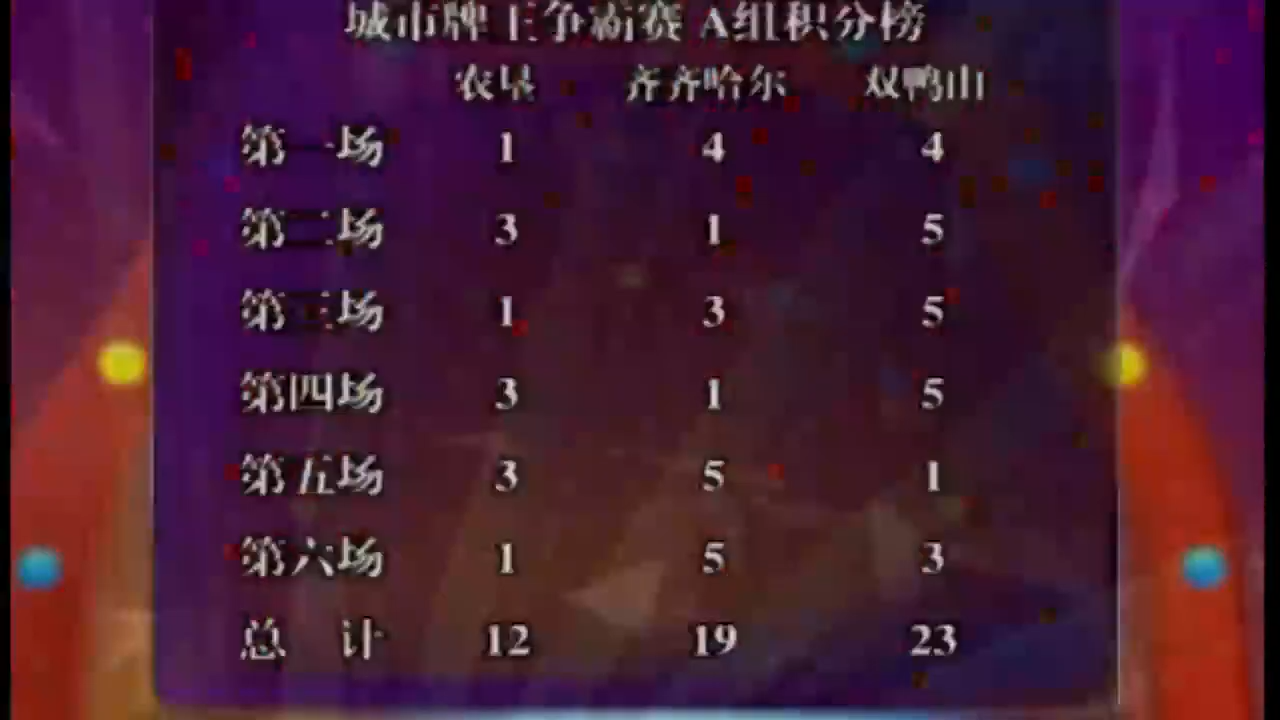 城市牌王争霸赛 A组积分榜
农垦 齐齐哈尔 双鸭山
第一场 1 4 4
第二场 3 1 5
第三场 1 3 5
第四场 3 1 5
第五场 3 5 1
第六场 1 5 3
总 计 12 19 23